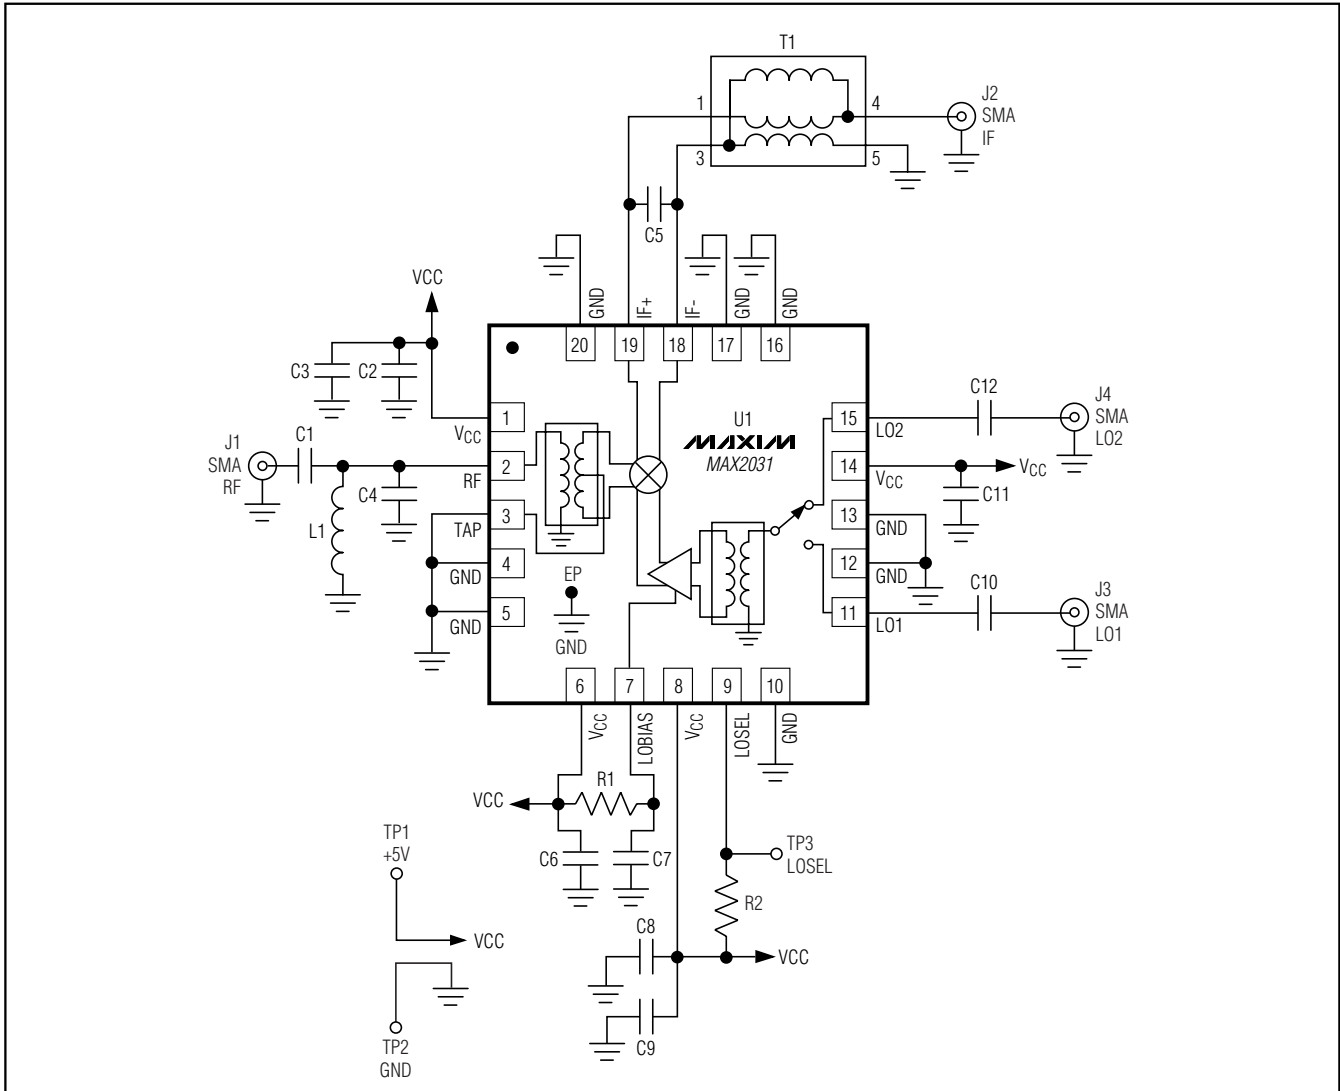 T1
1
4
3
5
J2
SMA
IF
C5
VCC
C3
C2
GND
IF+
IF-
GND
GND
20
19
18
17
16
J1
SMA
RF
C1
C4
L1
1
VCC
2
RF
3
TAP
4
GND
5
GND
U1
MAXIM
MAX2031
EP
GND
15
LO2
14
VCC
13
GND
12
GND
11
LO1
C12
J4
SMA
LO2
VCC
C11
C10
J3
SMA
LO1
6
7
8
9
10
VCC
LOBIAS
VCC
LOSEL
GND
VCC
R1
C6
C7
TP3
LOSEL
R2
C8
VCC
C9
TP1
+5V
VCC
TP2
GND